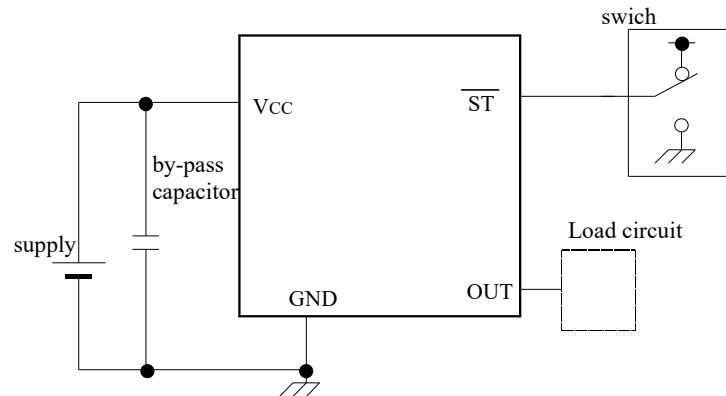 swich
VCC
ST
by-pass
capacitor
supply
Load circuit
GND
OUT